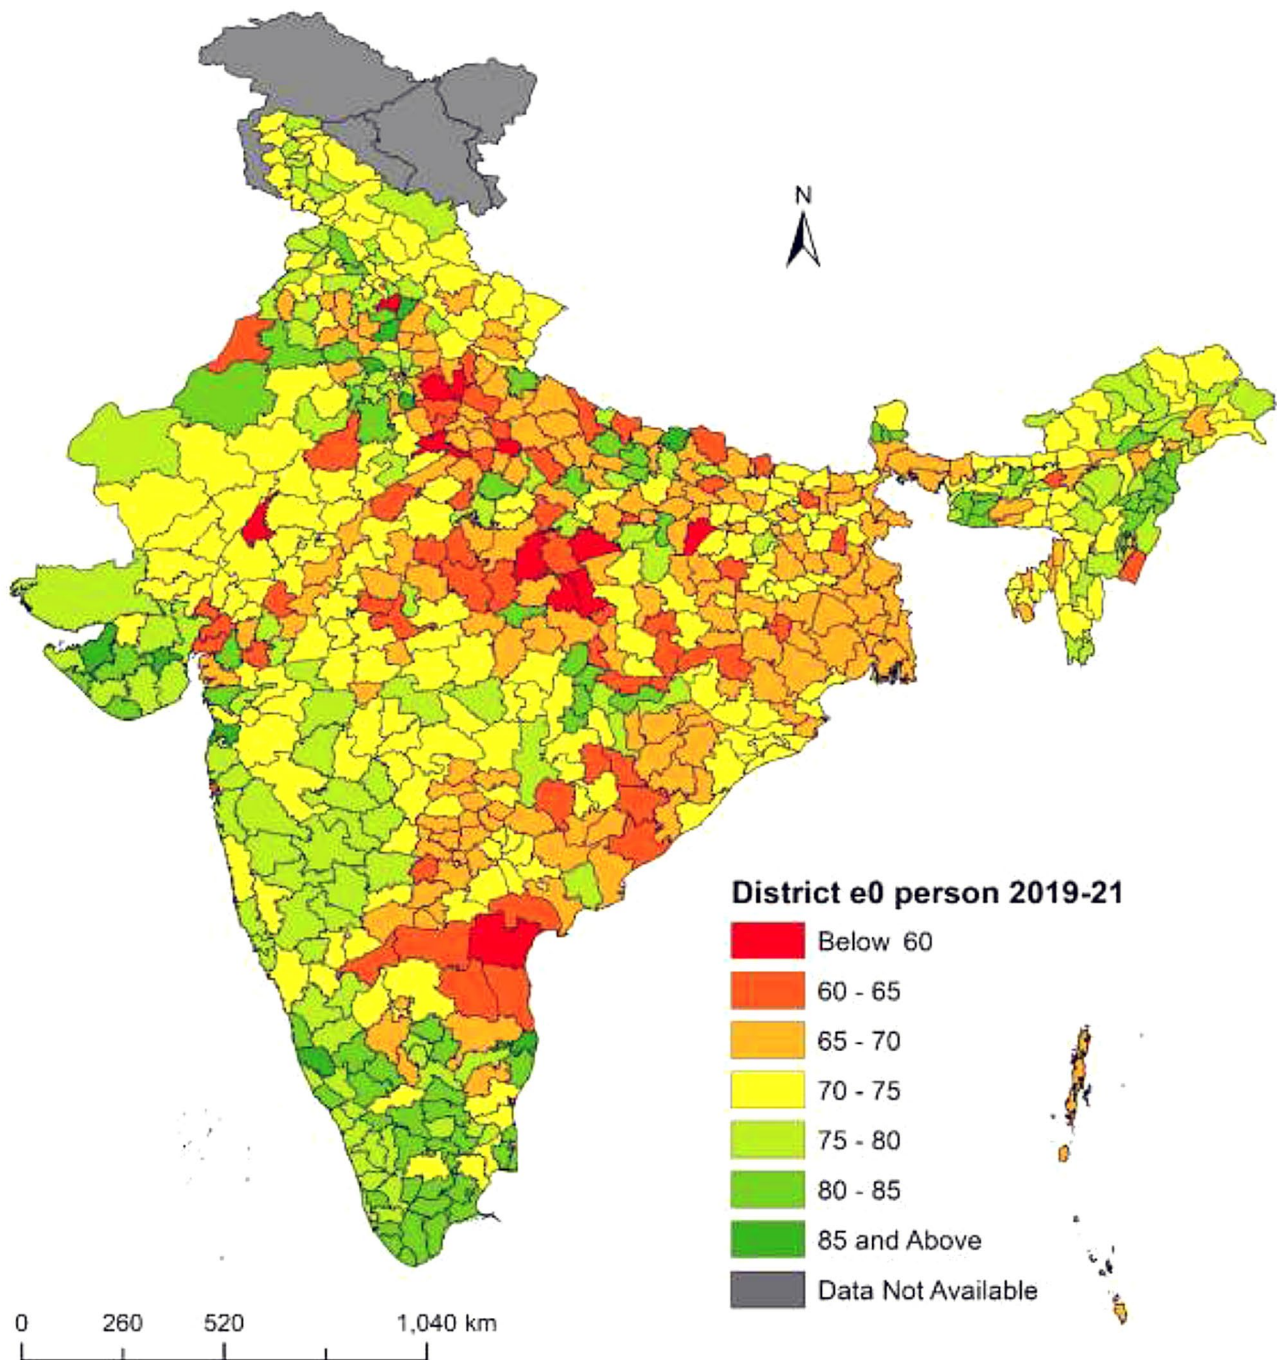 N
District e0 person 2019-21
Below 60
60 - 65
65 - 70
70 - 75
75 - 80
80 - 85
85 and Above
Data Not Available
0 260 520 1,040 km